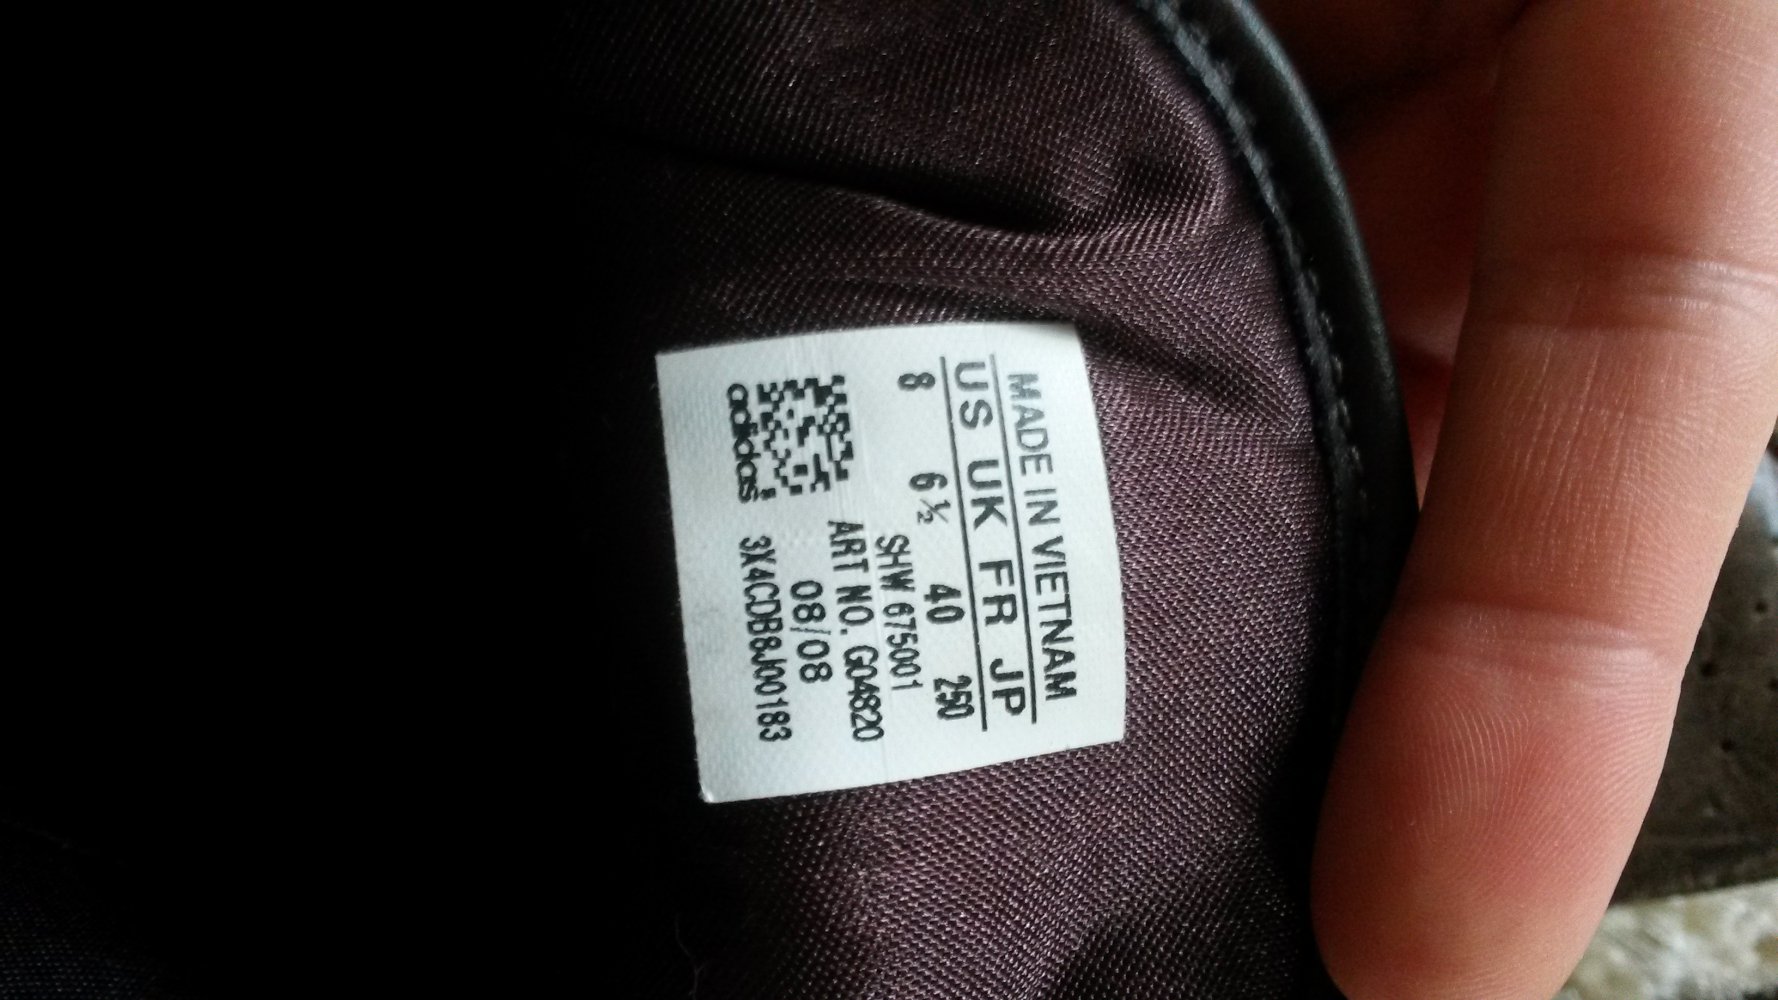 MADE IN VIETNAM
US UK FR JP
8 6½ 40 250
SHW 675001
ART NO. G04820
08/08
adidas 3X4CDB8J00183